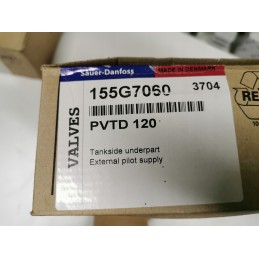 Sauer-Danfoss
MADE IN DENMARK
155G7060
3704
VALVES
PVTD 120
Tankside underpart
External pilot supply